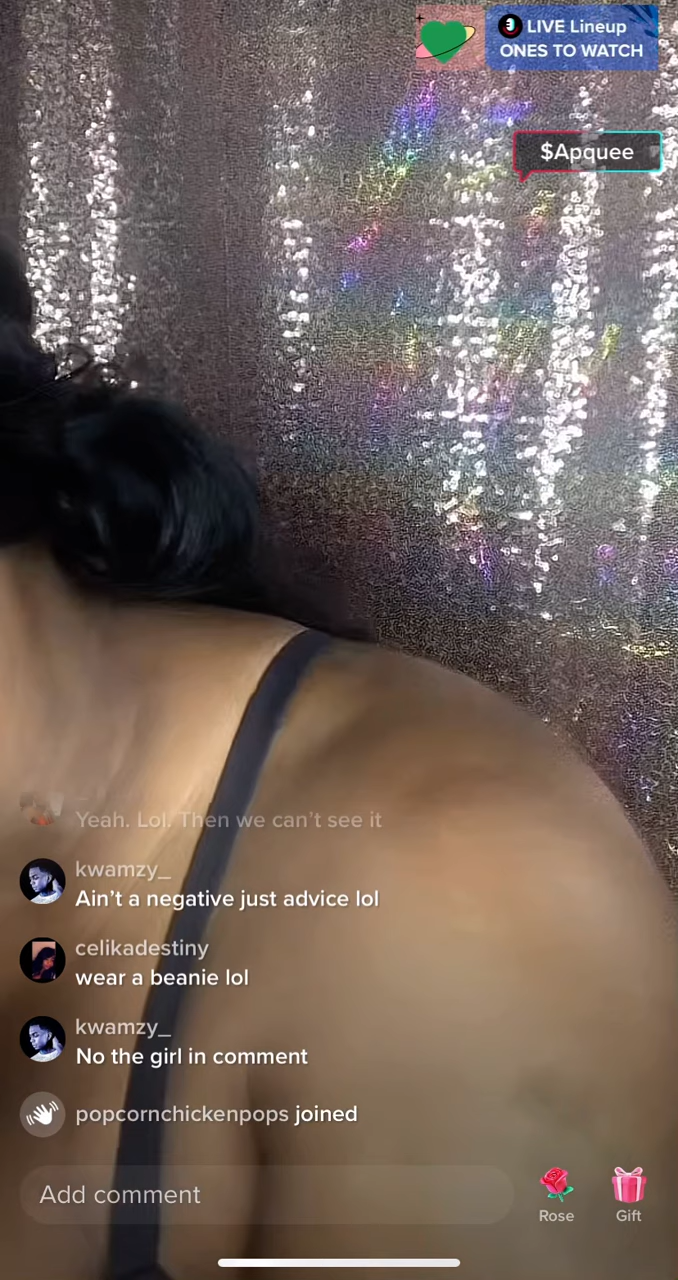 LIVE Lineup
ONES TO WATCH
$Apquee
Yeah. Lol. Then we can't see it
kwamzy_
Ain't a negative just advice lol
celikadestiny
wear a beanie lol
kwamzy_
No the girl in comment
popcornchickenpops joined
Add comment
Rose
Gift